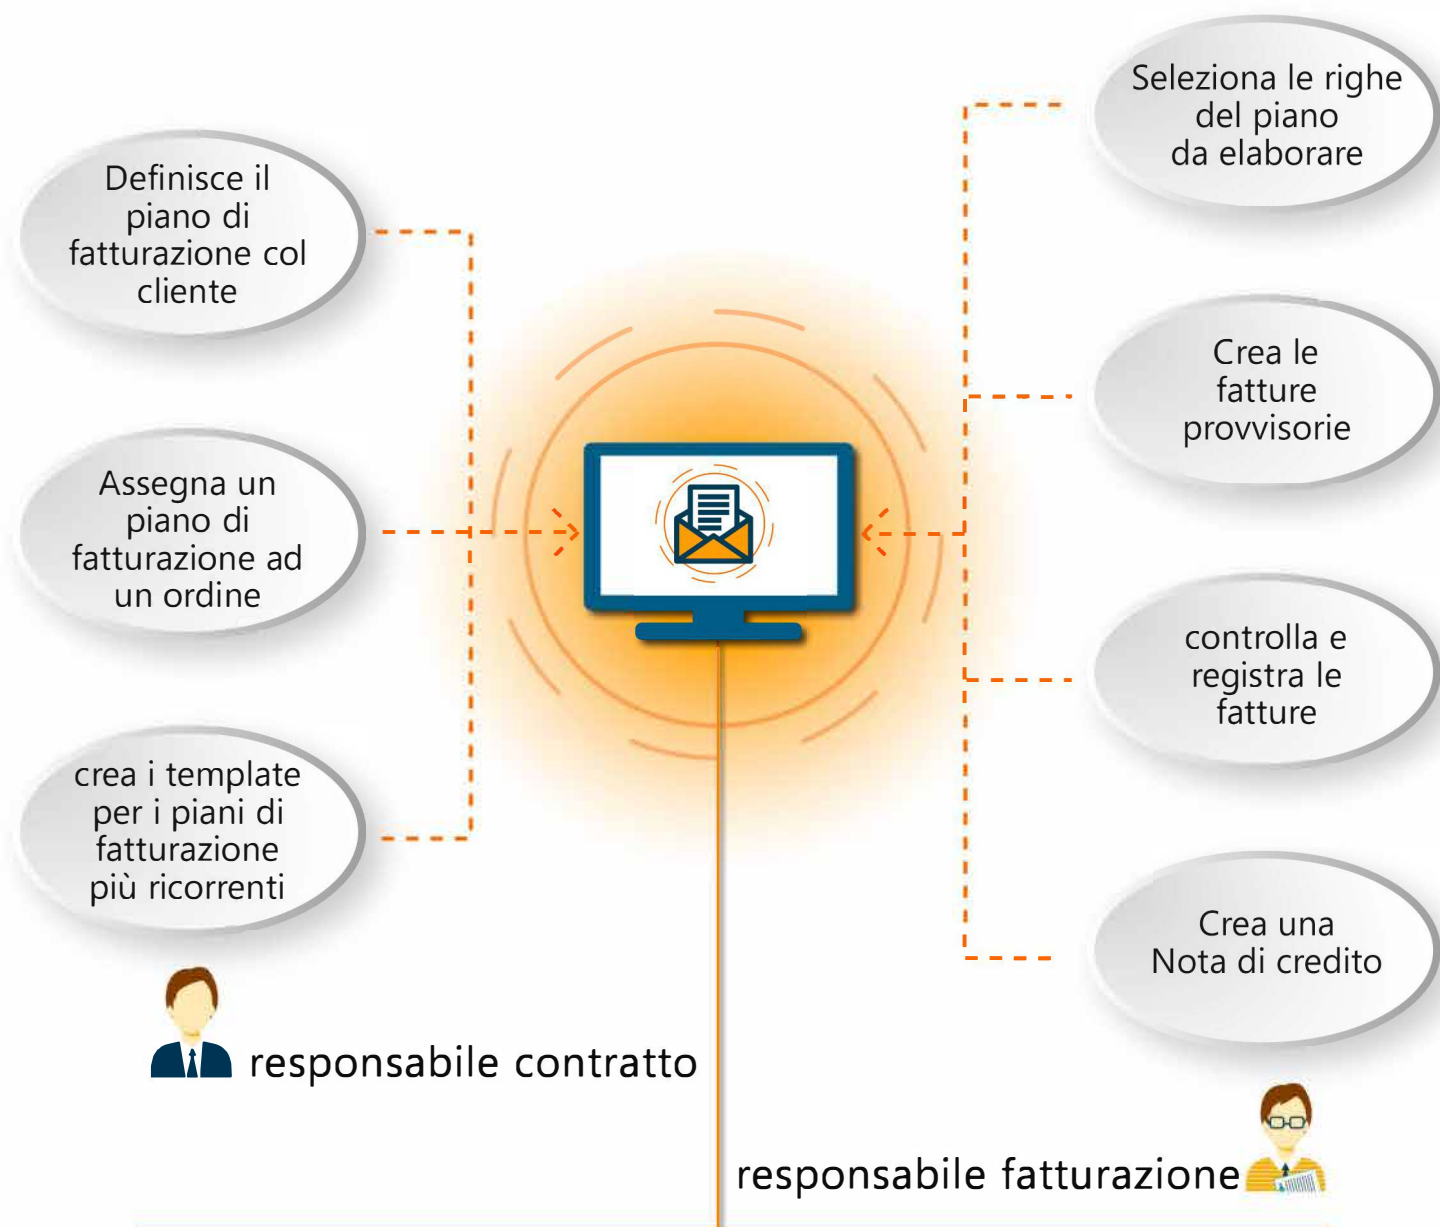 Definisce il
piano di
fatturazione col
cliente
Assegna un
piano di
fatturazione ad
un ordine
crea i template
per i piani di
fatturazione
più ricorrenti
responsabile contratto
Seleziona le righe
del piano
da elaborare
Crea le
fatture
provvisorie
controlla e
registra le
fatture
Crea una
Nota di credito
responsabile fatturazione